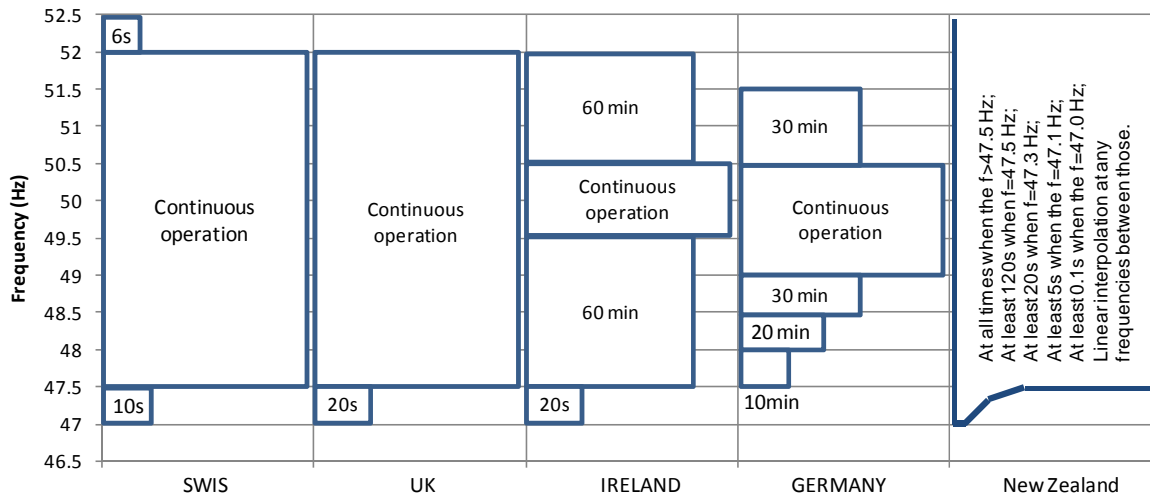 Frequency (Hz)
52.5
52
51.5
51
50.5
50
49.5
49
48.5
48
47.5
47
46.5
6s
Continuous
operation
10s
Continuous
operation
20s
60 min
Continuous
operation
60 min
20s
30 min
Continuous
operation
30 min
20 min
10min
At all times when the f >47.5 Hz;
At least 120s when f=47.5 Hz;
At least 20s when f=47.3 Hz;
At least 5s when the f=47.1 Hz;
At least 0.1s when the f=47.0 Hz;
Linear interpolation at any
frequencies between those.
SWIS
UK
IRELAND
GERMANY
New Zealand